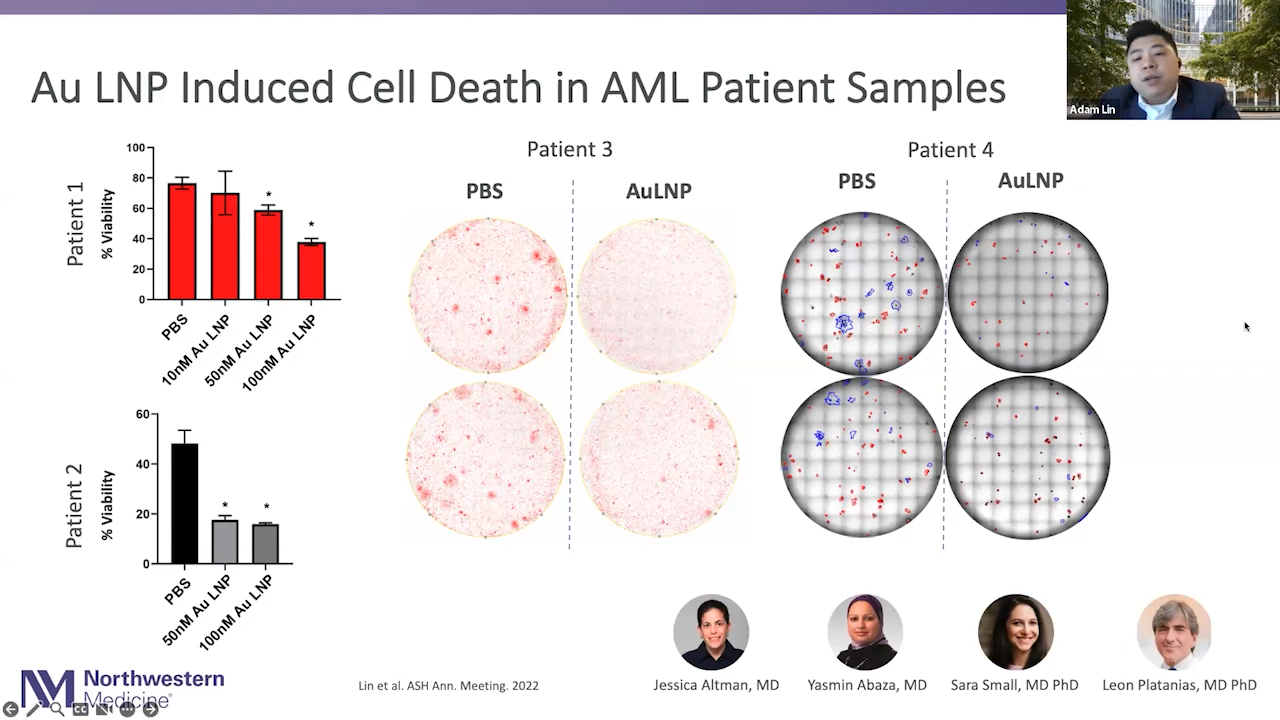 Au LNP Induced Cell Death in AML Patient Samples
Adam Lin
Patient 1
% Viability
100
80
60
40
20
0
*
*
PBS
10nM Au LNP
50nM Au LNP
100nM Au LNP
Patient 2
% Viability
60
40
20
0
*
*
PBS
50nM Au LNP
100nM Au LNP
Patient 3
PBS
AuLNP
Patient 4
PBS
AuLNP
Jessica Altman, MD
Yasmin Abaza, MD
Sara Small, MD PhD
Leon Platanias, MD PhD
Lin et al. ASH Ann. Meeting. 2022
NM
Northwestern
Medicine®
CC